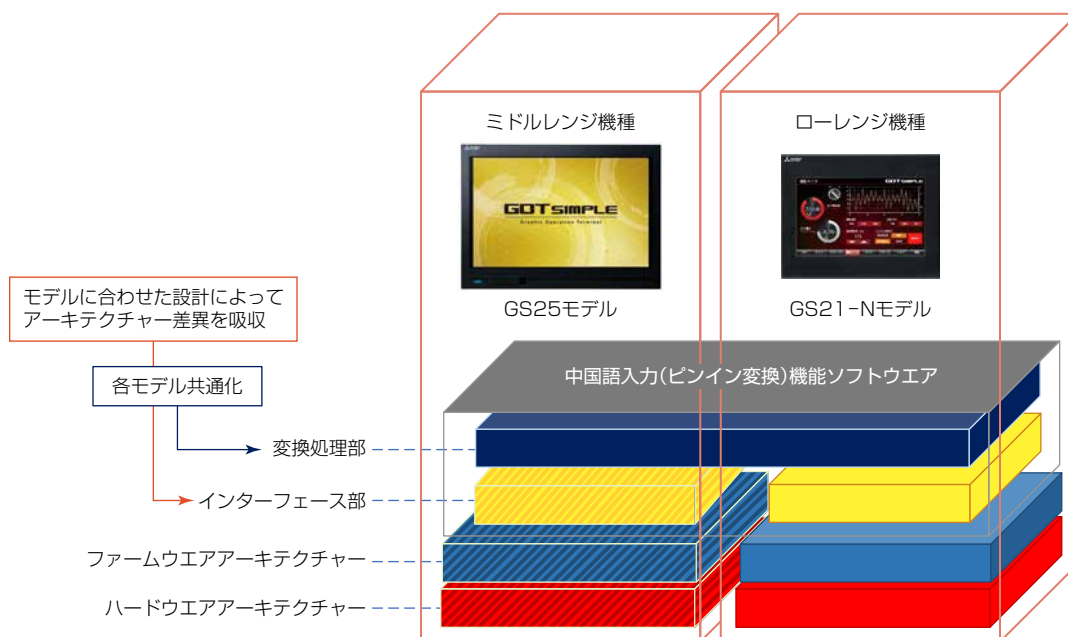 ミドルレンジ機種
ローレンジ機種
GOT SIMPLE
Graphic Operation Terminal
GOT SIMPLE
GS25モデル
GS21-Nモデル
モデルに合わせた設計によって
アーキテクチャー差異を吸収
各モデル共通化
中国語入力(ピンイン変換)機能ソフトウエア
変換処理部
インターフェース部
ファームウエアアーキテクチャー
ハードウエアアーキテクチャー